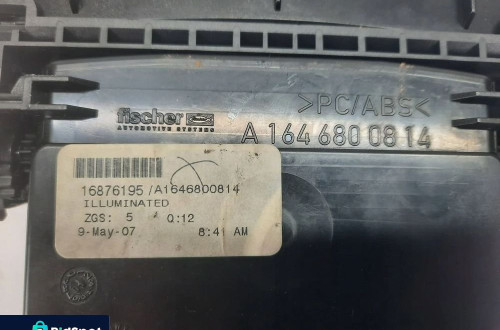 fischer
AUTOMOTIVE SYSTEMS
>PC/ABS<
A 164 680 08 14
16876195 /A1646800814
ILLUMINATED
ZGS: 5 Q:12
9-May-07 8:41 AM
BidSpot